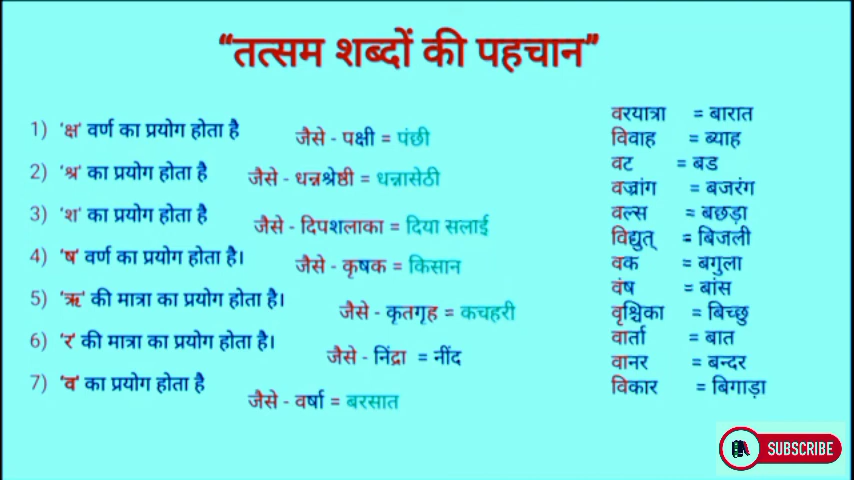 “तत्सम शब्दों की पहचान”
1) 'क्ष' वर्ण का प्रयोग होता है जैसे - पक्षी = पंछी
2) 'श्र' का प्रयोग होता है जैसे - धन्नश्रेष्ठी = धन्नासेठी
3) 'श' का प्रयोग होता है जैसे - दिपशलाका = दिया सलाई
4) 'ष' वर्ण का प्रयोग होता है। जैसे - कृषक = किसान
5) 'ऋ' की मात्रा का प्रयोग होता है। जैसे - कृतगृह = कचहरी
6) 'र' की मात्रा का प्रयोग होता है। जैसे - निंद्रा = नींद
7) 'व' का प्रयोग होता है जैसे - वर्षा = बरसात
वरयात्रा = बारात
विवाह = ब्याह
वट = बड
वज्रांग = बजरंग
वल्स = बछड़ा
विद्युत् = बिजली
वक = बगुला
वंष = बांस
वृश्चिका = बिच्छु
वार्ता = बात
वानर = बन्दर
विकार = बिगाड़ा
SUBSCRIBE